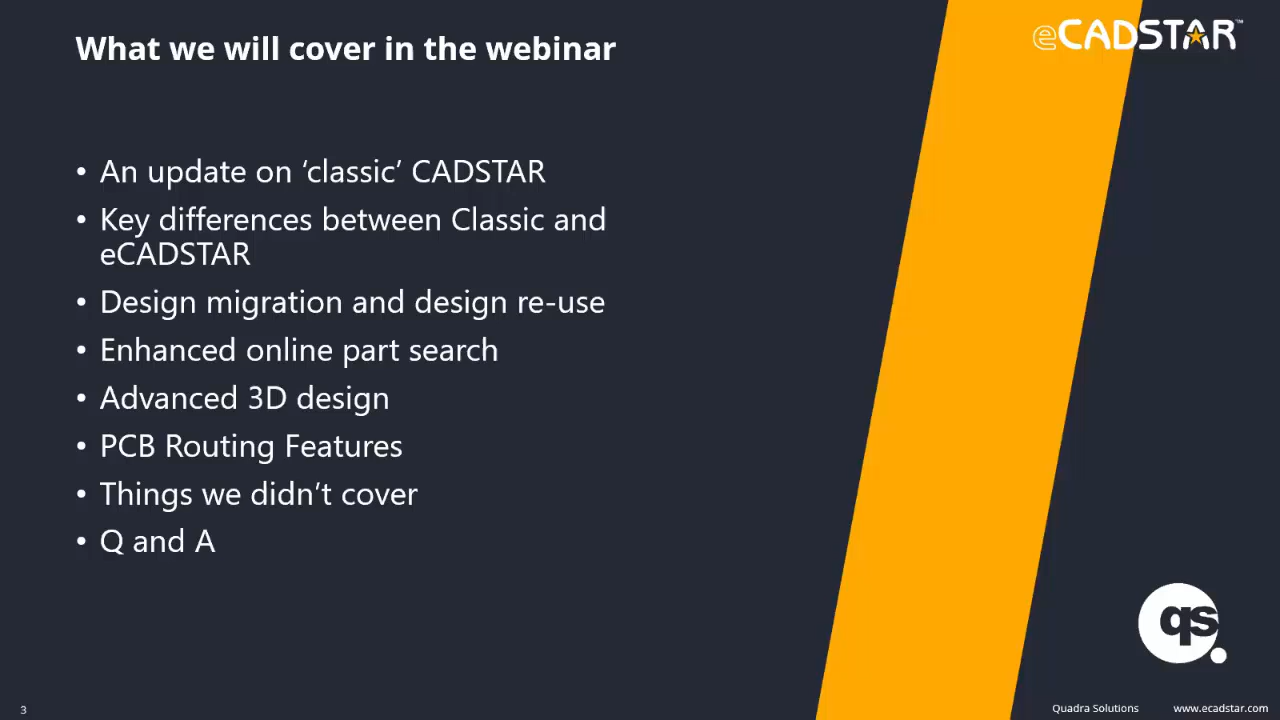 What we will cover in the webinar
eCADSTAR™
• An update on ‘classic’ CADSTAR
• Key differences between Classic and
eCADSTAR
• Design migration and design re-use
• Enhanced online part search
• Advanced 3D design
• PCB Routing Features
• Things we didn’t cover
• Q and A
qs
3
Quadra Solutions
www.ecadstar.com